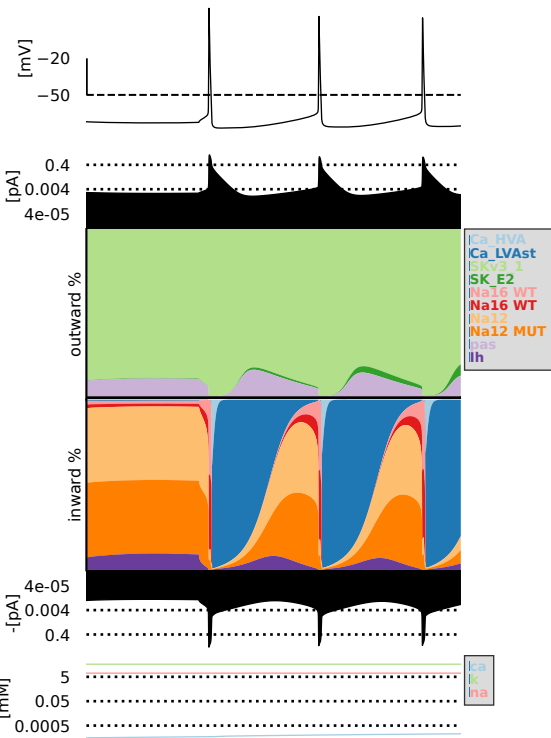 [mV]
−20
−50
[pA]
0.4
0.004
4e-05
outward %
Ca_HVA
Ca_LVAst
SKv3_1
SK_E2
Na16 WT
Na16 WT
Na12
Na12 MUT
pas
Ih
inward %
-[pA]
4e-05
0.004
0.4
[mM]
5
0.05
0.0005
ca
k
na